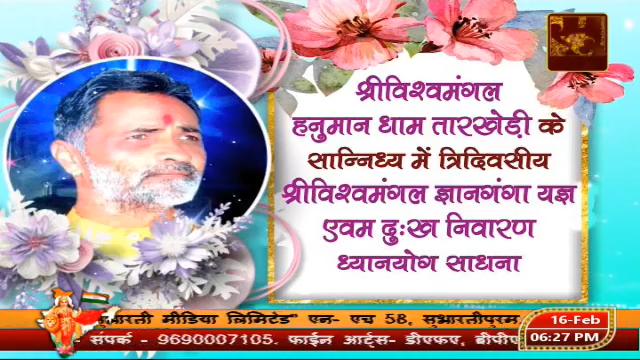 श्रीविश्वमंगल
हनुमान धाम तारखेड़ी के
सान्निध्य में त्रिदिवसीय
श्रीविश्वमंगल ज्ञानगंगा यज्ञ
एवम दुःख निवारण
ध्यानयोग साधना
भारती मीडिया लिमिटेड" एन- एच 58, सुभारतीपुरम
संपर्क - 9690007105. फाईन आर्ट्स- डीएफए, बीपीए
16-Feb
06:27 PM